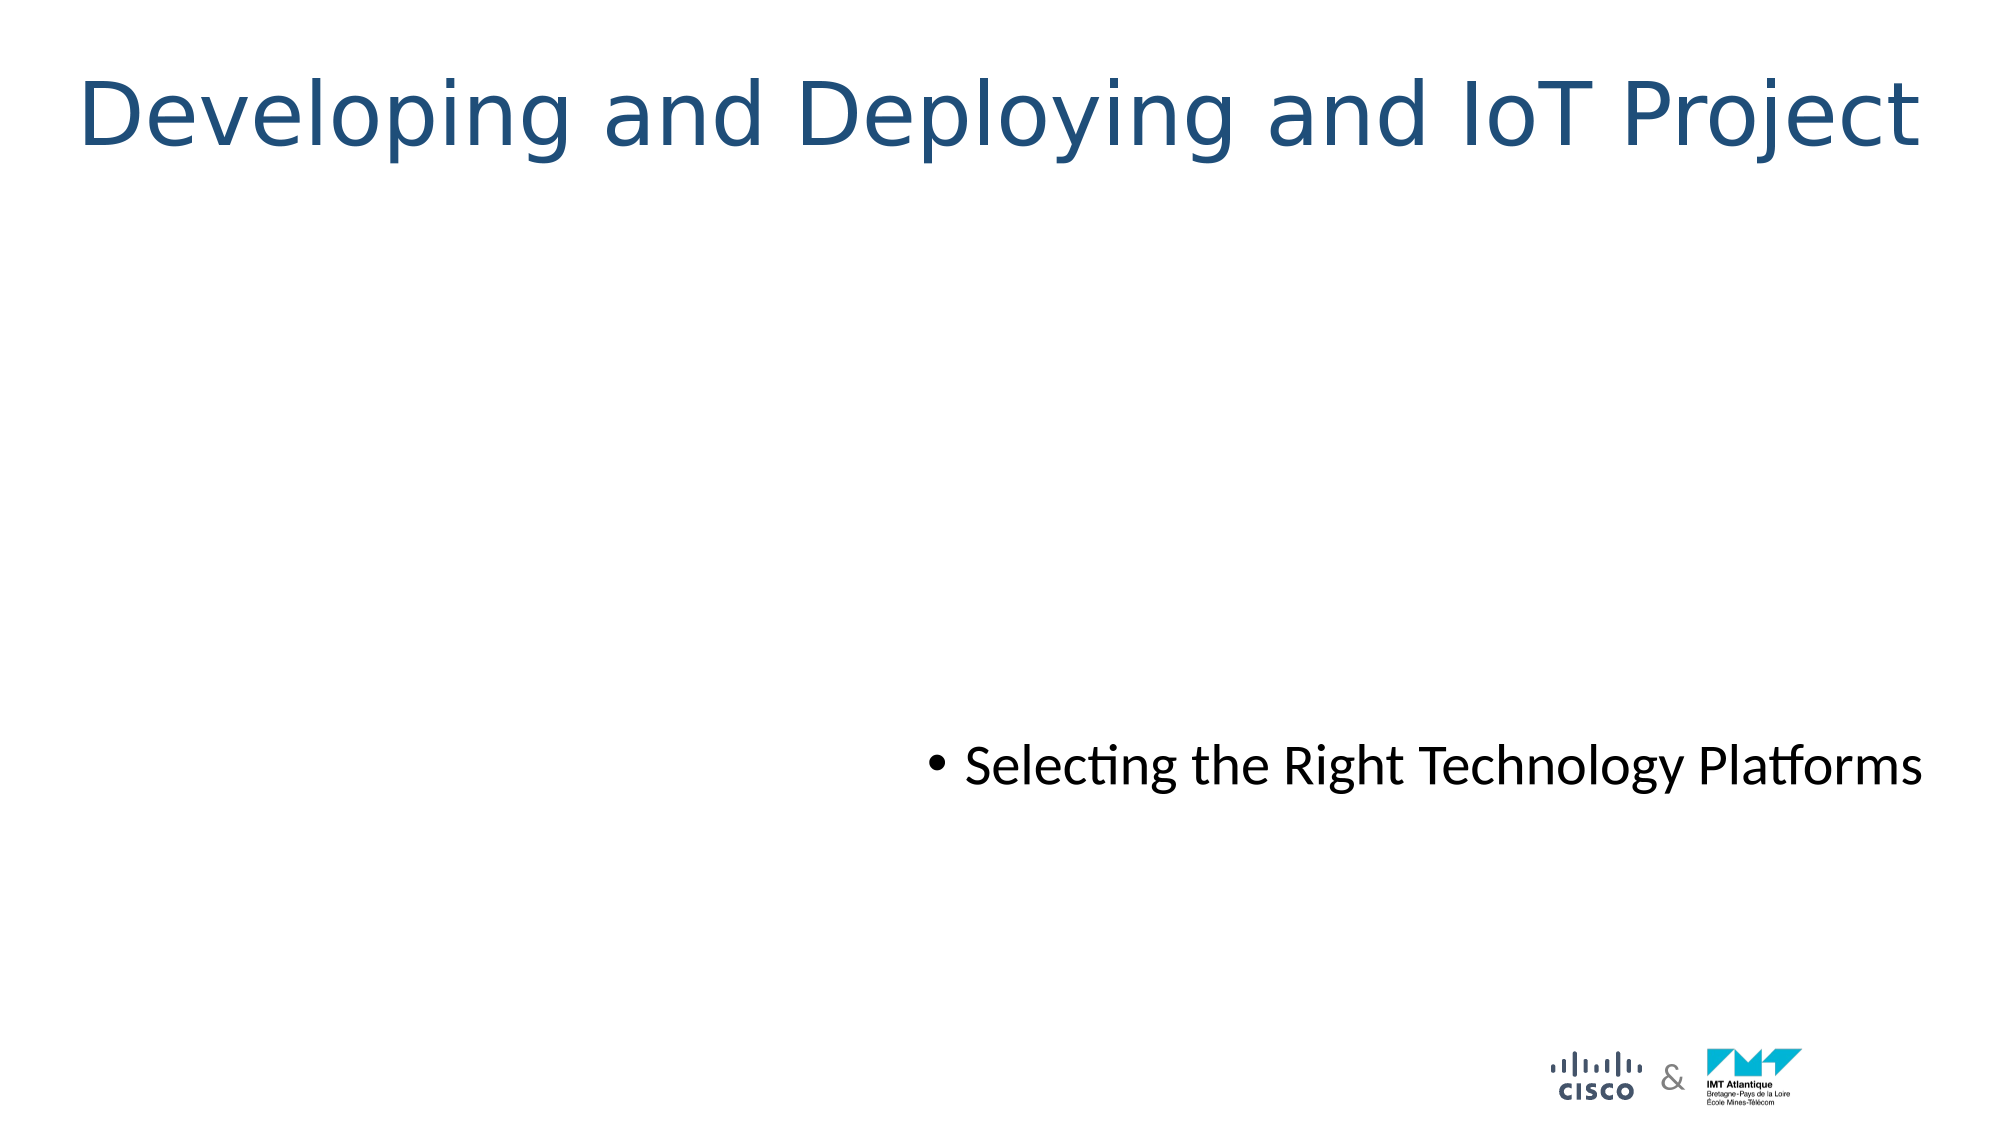 Developing and Deploying and IoT Project
• Selecting the Right Technology Platforms
CISCO & IMT Atlantique
Bretagne-Pays de la Loire
École Mines-Télécom